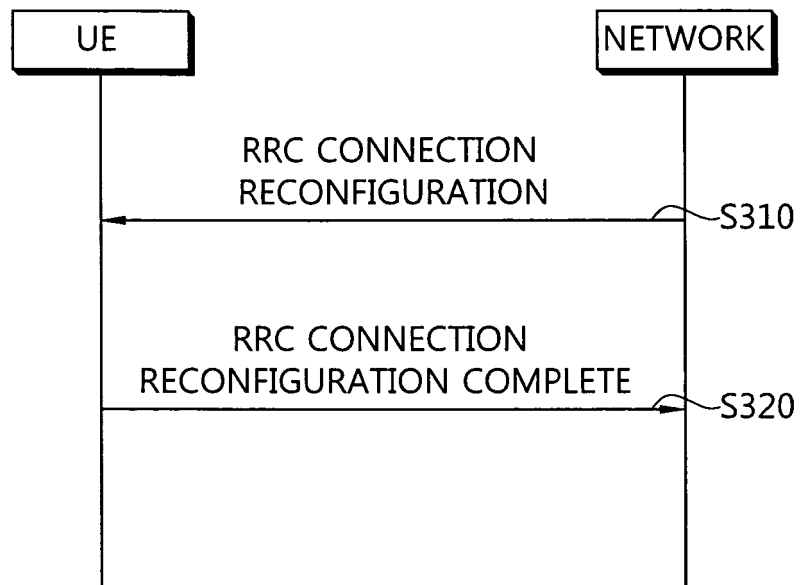 UE
NETWORK
RRC CONNECTION
RECONFIGURATION
S310
RRC CONNECTION
RECONFIGURATION COMPLETE
S320